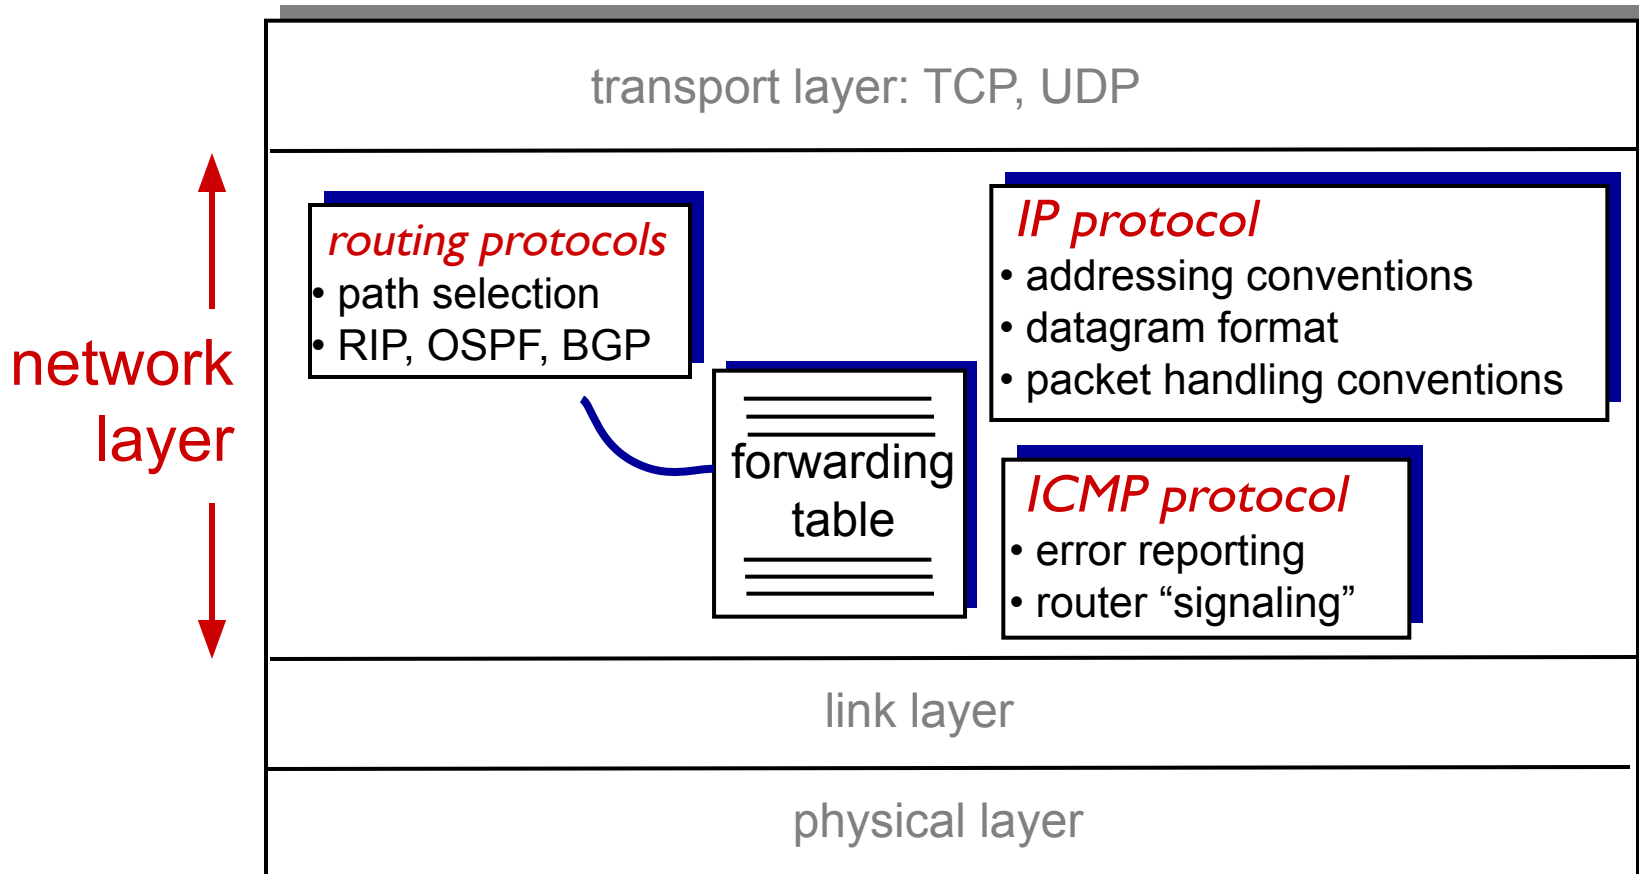 transport layer: TCP, UDP
network
layer
routing protocols
• path selection
• RIP, OSPF, BGP
forwarding
table
IP protocol
• addressing conventions
• datagram format
• packet handling conventions
ICMP protocol
• error reporting
• router “signaling”
link layer
physical layer